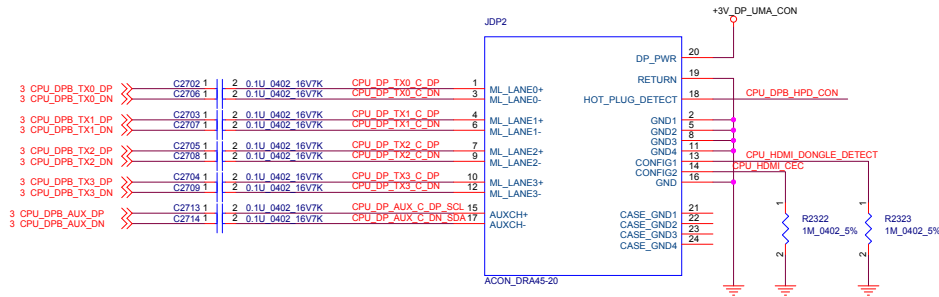 +3V_DP_UMA_CON
JDP2
DP_PWR 20
RETURN 19
HOT_PLUG_DETECT 18 CPU_DPB_HPD_CON
3 CPU_DPB_TX0_DP C2702 1 2 0.1U_0402_16V7K CPU_DP_TX0_C_DP 1 ML_LANE0+
3 CPU_DPB_TX0_DN C2706 1 2 0.1U_0402_16V7K CPU_DP_TX0_C_DN 3 ML_LANE0-
3 CPU_DPB_TX1_DP C2703 1 2 0.1U_0402_16V7K CPU_DP_TX1_C_DP 4 ML_LANE1+
3 CPU_DPB_TX1_DN C2707 1 2 0.1U_0402_16V7K CPU_DP_TX1_C_DN 6 ML_LANE1-
3 CPU_DPB_TX2_DP C2705 1 2 0.1U_0402_16V7K CPU_DP_TX2_C_DP 7 ML_LANE2+
3 CPU_DPB_TX2_DN C2708 1 2 0.1U_0402_16V7K CPU_DP_TX2_C_DN 9 ML_LANE2-
3 CPU_DPB_TX3_DP C2704 1 2 0.1U_0402_16V7K CPU_DP_TX3_C_DP 10 ML_LANE3+
3 CPU_DPB_TX3_DN C2709 1 2 0.1U_0402_16V7K CPU_DP_TX3_C_DN 12 ML_LANE3-
3 CPU_DPB_AUX_DP C2713 1 2 0.1U_0402_16V7K CPU_DP_AUX_C_DP_SCL 15 AUXCH+
3 CPU_DPB_AUX_DN C2714 1 2 0.1U_0402_16V7K CPU_DP_AUX_C_DN_SDA 17 AUXCH-
GND1 2
GND2 5
GND3 8
GND4 11
CONFIG1 13 CPU_HDMI_DONGLE_DETECT
CONFIG2 14 CPU_HDMI_CEC
GND 16
CASE_GND1 21
CASE_GND2 22
CASE_GND3 23
CASE_GND4 24
ACON_DRA45-20
1
R2322
1M_0402_5%
2
1
R2323
1M_0402_5%
2